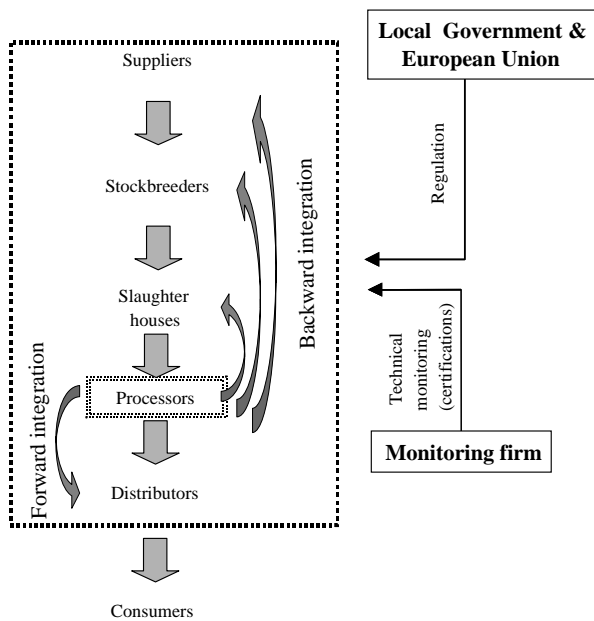 Local Government &
European Union
Suppliers
Regulation
Stockbreeders
Backward integration
Slaughter
houses
Technical
monitoring
(certifications)
Processors
Forward integration
Monitoring firm
Distributors
Consumers